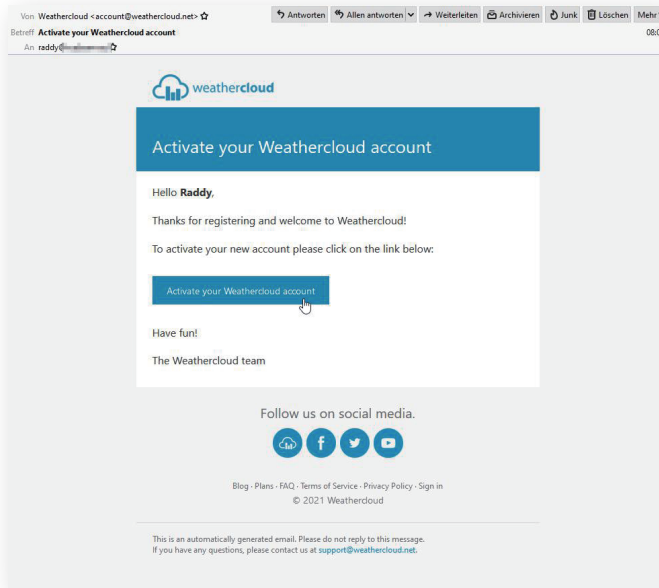 Von Weathercloud <account@weathercloud.net> Antworten Allen antworten Weiterleiten Archivieren Junk Löschen Mehr
Betreff Activate your Weathercloud account 08:0
An raddy
weathercloud
Activate your Weathercloud account
Hello Raddy,
Thanks for registering and welcome to Weathercloud!
To activate your new account please click on the link below:
Activate your Weathercloud account
Have fun!
The Weathercloud team
Follow us on social media.
Blog · Plans · FAQ · Terms of Service · Privacy Policy · Sign in
© 2021 Weathercloud
This is an automatically generated email. Please do not reply to this message.
If you have any questions, please contact us at support@weathercloud.net.